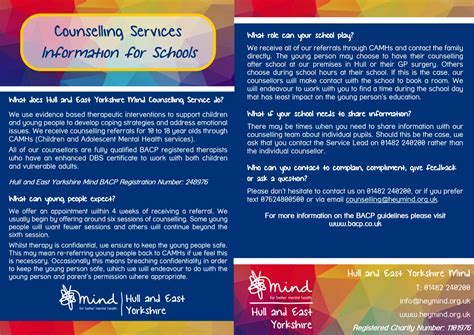 Counselling Services
Information for Schools
What does Hull and East Yorkshire Mind Counselling Service do?
We use evidence based therapeutic interventions to support children
and young people to develop coping strategies and address emotional
issues. We receive counselling referrals for 10 to 18 year olds through
CAMHs (Children and Adolescent Mental Health services).
All of our counsellors are fully qualified BACP registered therapists
who have an enhanced DBS certificate to work with both children
and vulnerable adults.
Hull and East Yorkshire Mind BACP Registration Number: 248976
What can young people expect?
We offer an appointment within 4 weeks of receiving a referral. We
usually begin by offering around six sessions of counselling. Some young
people will want fewer sessions and others will continue beyond the
sixth session.
Whilst therapy is confidential, we ensure to keep the young people safe.
This may mean re-referring young people back to CAMHs if we feel this
is necessary. Occasionally this means breaching confidentiality in order
to keep the young person safe, which we will endeavour to do with the
young person and parent's permission where appropriate.
mind
for better mental health
Hull and East
Yorkshire
What role can your school play?
We receive all of our referrals through CAMHs and contact the family
directly. The young person may choose to have their counselling
after school at our premises in Hull or their GP surgery. Others
choose during school hours at their school. If this is the case, our
counsellors will make contact with the school to book a room. We
will endeavour to work with you to find a time during the school day
that has least impact on the young person's education.
What if your school needs to share information?
There may be times when you need to share information with our
counselling team about individual pupils. Should this be the case, we
ask that you contact the Service Lead on 01482 240200 rather than
the individual counsellor.
Who can you contact to complain, compliment, give feedback
or ask a question?
Please don't hesitate to contact us on 01482 240200, or if you prefer
text 07624800500 or via email counselling@heymind.org.uk.
For more information on the BACP guidelines please visit
www.bacp.co.uk
mind
for better mental health
Hull and East
Yorkshire
Hull and East Yorkshire Mind
T: 01482 240200
info@heymind.org.uk
www.heymind.org.uk
Registered Charity Number: 1101976